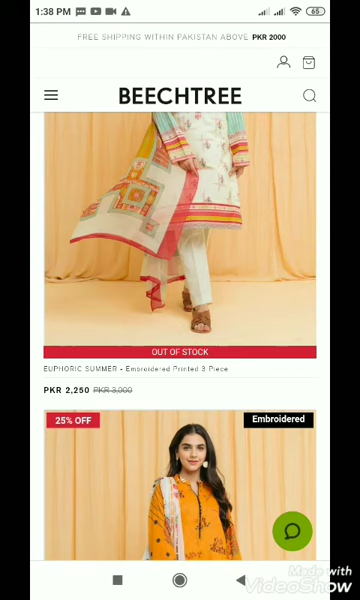 1:38 PM
65
FREE SHIPPING WITHIN PAKISTAN ABOVE PKR 2000
BEECHTREE
OUT OF STOCK
EUPHORIC SUMMER - Embroidered Printed 3 Piece
PKR 2,250 PKR 3,000
25% OFF
Embroidered
Made with
VideoShow